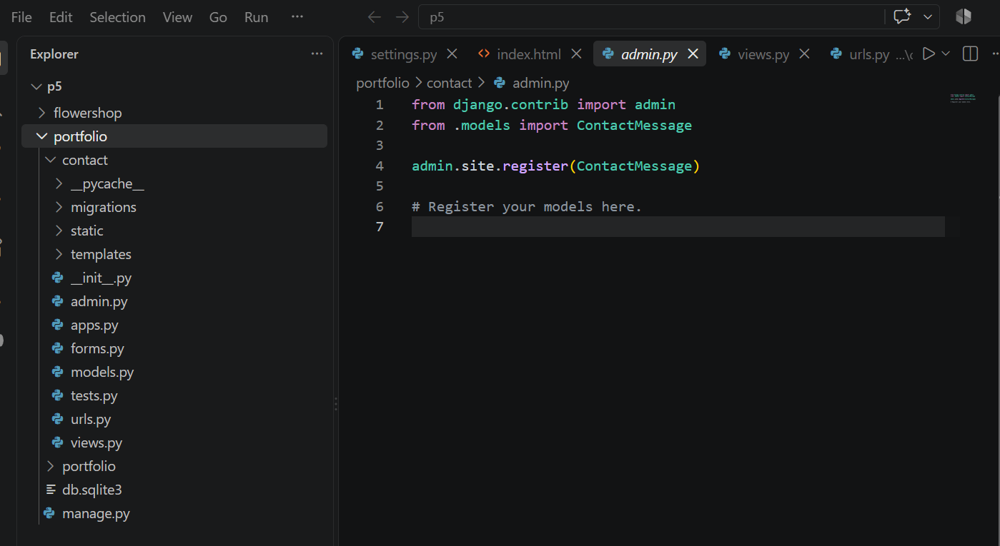 File Edit Selection View Go Run ... p5
Explorer ...
p5
flowershop
portfolio
contact
__pycache__
migrations
static
templates
__init__.py
admin.py
apps.py
forms.py
models.py
tests.py
urls.py
views.py
portfolio
db.sqlite3
manage.py
settings.py index.html admin.py views.py urls.py ...\c
portfolio > contact > admin.py
1 from django.contrib import admin
2 from .models import ContactMessage
3
4 admin.site.register(ContactMessage)
5
6 # Register your models here.
7